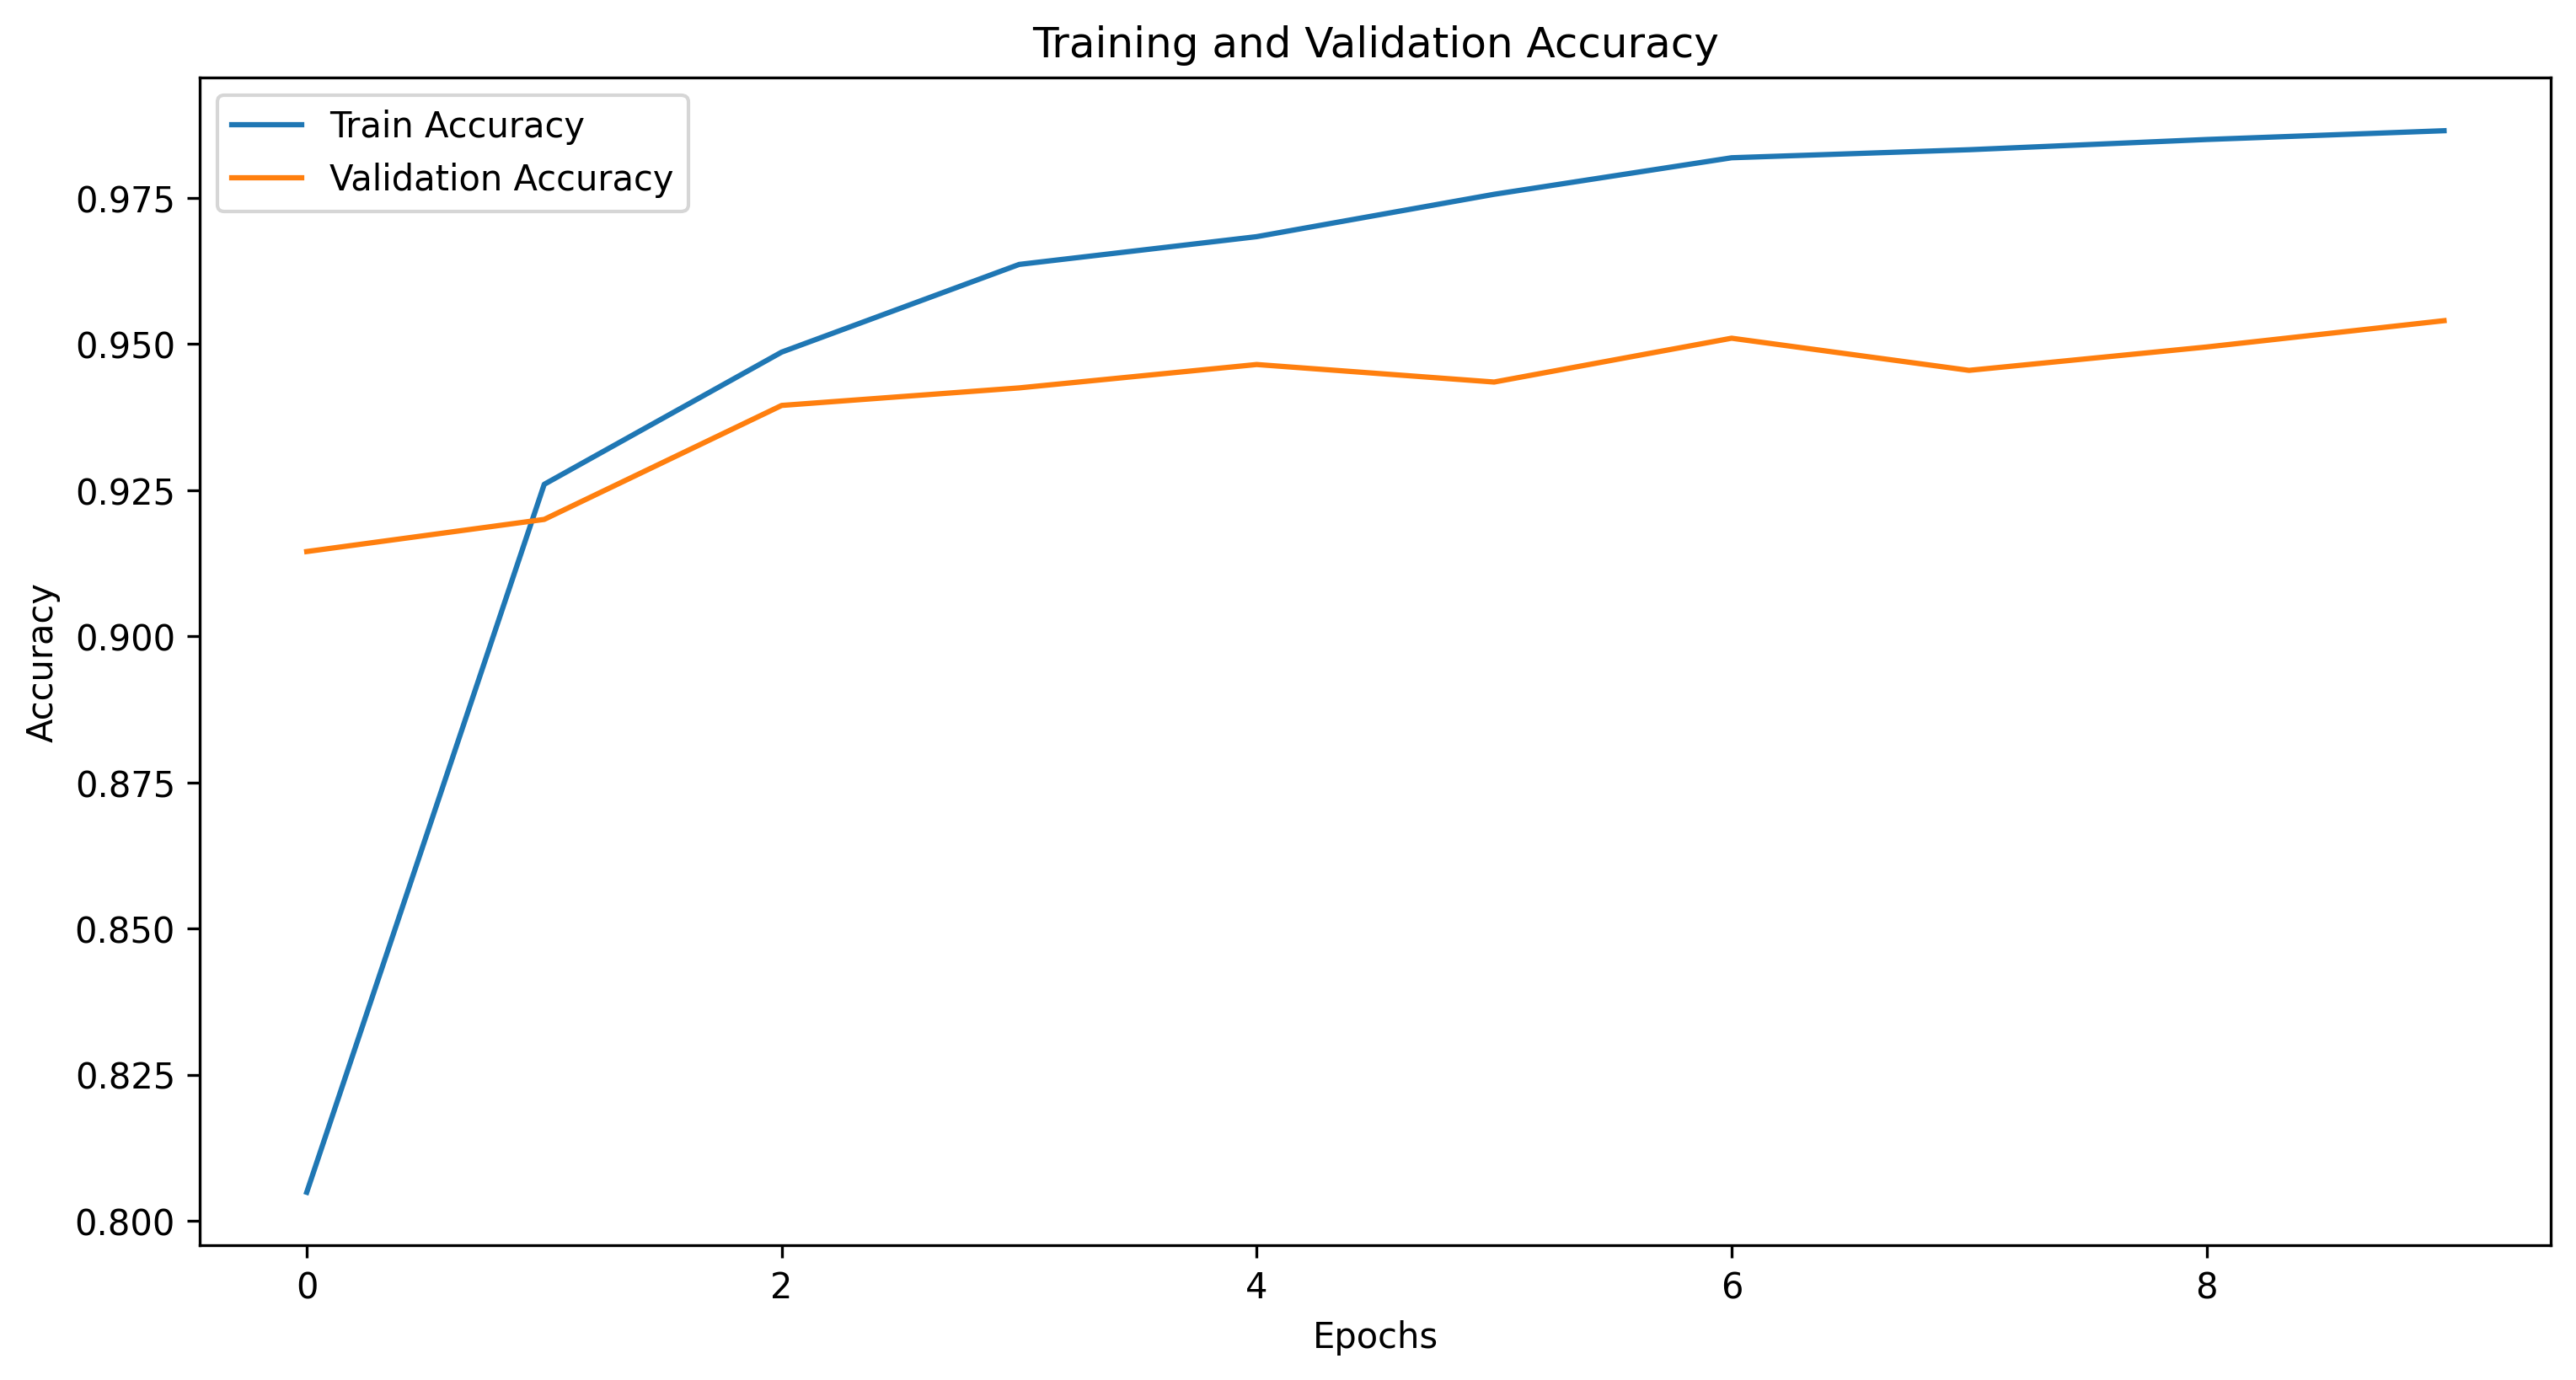 Training and Validation Accuracy
Train Accuracy
Validation Accuracy
0.975
0.950
0.925
0.900
0.875
0.850
0.825
0.800
Accuracy
0 2 4 6 8
Epochs